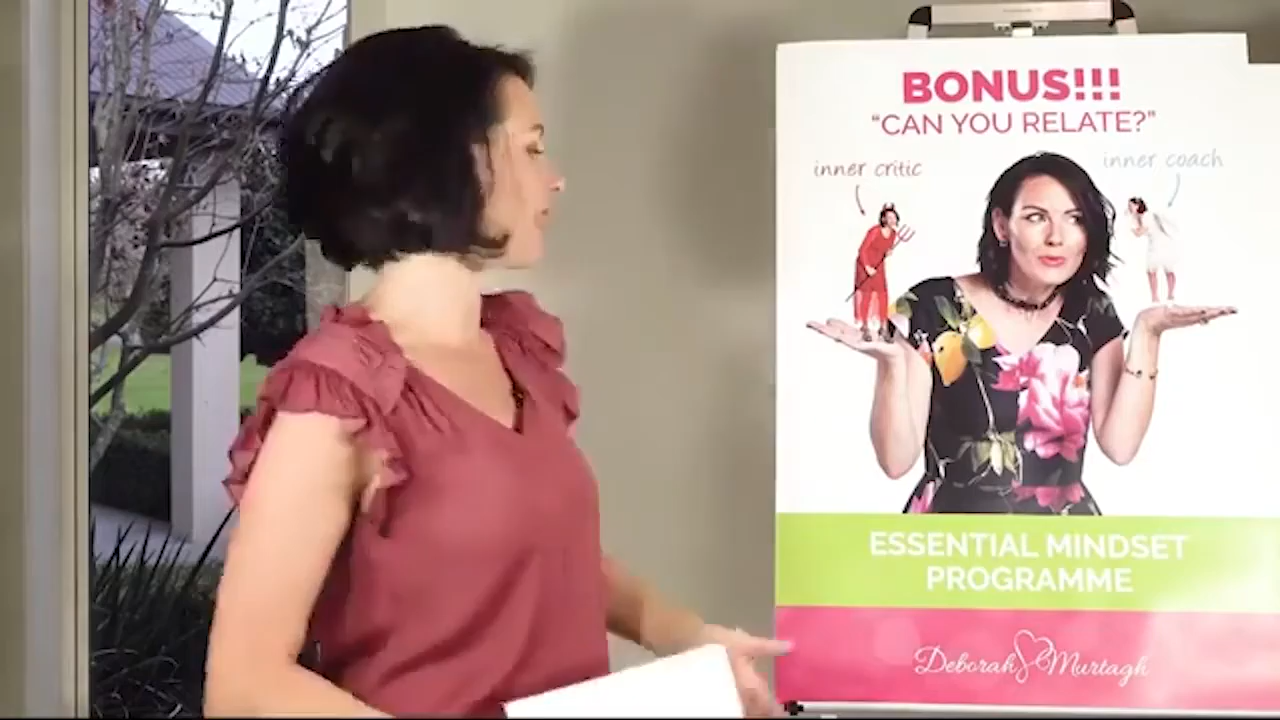 BONUS!!!
"CAN YOU RELATE?"
inner critic
inner coach
ESSENTIAL MINDSET
PROGRAMME
Deborah Murtagh